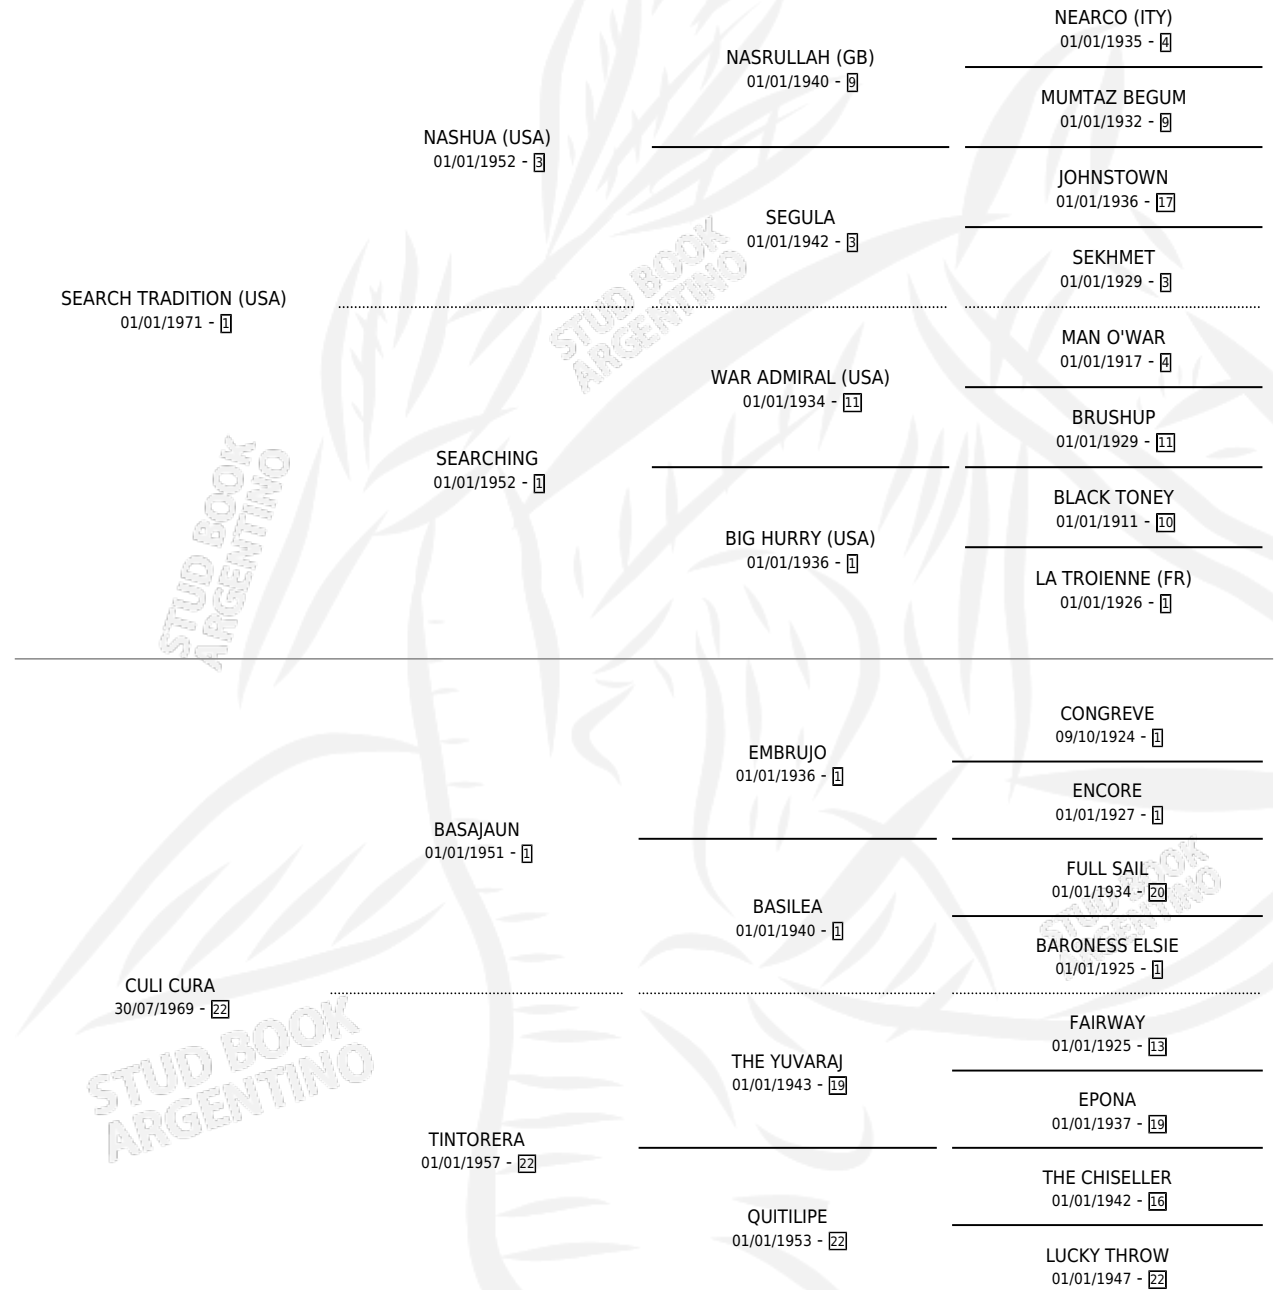 NEARCO (ITY)
01/01/1935 - 4
NASRULLAH (GB)
01/01/1940 - 9
MUMTAZ BEGUM
01/01/1932 - 9
NASHUA (USA)
01/01/1952 - 3
JOHNSTOWN
01/01/1936 - 17
SEGULA
01/01/1942 - 3
SEKHMET
01/01/1929 - 3
SEARCH TRADITION (USA)
01/01/1971 - 1
MAN O'WAR
01/01/1917 - 4
WAR ADMIRAL (USA)
01/01/1934 - 11
BRUSHUP
01/01/1929 - 11
SEARCHING
01/01/1952 - 1
BLACK TONEY
01/01/1911 - 10
BIG HURRY (USA)
01/01/1936 - 1
LA TROIENNE (FR)
01/01/1926 - 1
CONGREVE
09/10/1924 - 1
EMBRUJO
01/01/1936 - 1
ENCORE
01/01/1927 - 1
BASAJAUN
01/01/1951 - 1
FULL SAIL
01/01/1934 - 20
BASILEA
01/01/1940 - 1
BARONESS ELSIE
01/01/1925 - 1
CULI CURA
30/07/1969 - 22
FAIRWAY
01/01/1925 - 13
THE YUVARAJ
01/01/1943 - 19
EPONA
01/01/1937 - 19
TINTORERA
01/01/1957 - 22
THE CHISELLER
01/01/1942 - 16
QUITILIPE
01/01/1953 - 22
LUCKY THROW
01/01/1947 - 22
STUD BOOK
ARGENTINO
STUD BOOK
ARGENTINO
STUD BOOK
ARGENTINO
STUD BOOK
ARGENTINO